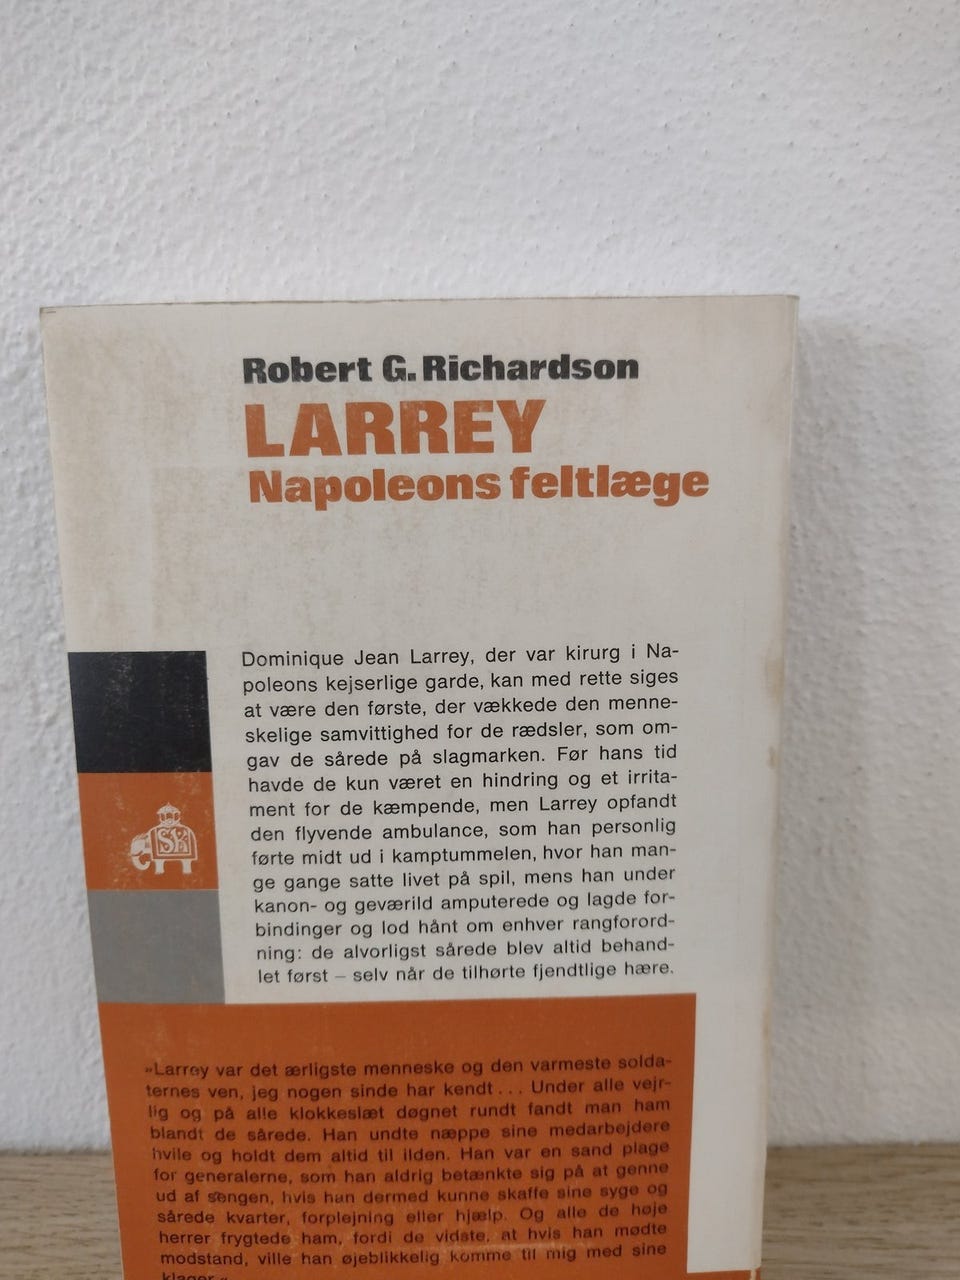 Robert G. Richardson
LARREY
Napoleons feltlæge
Dominique Jean Larrey, der var kirurg i Na-
poleons kejserlige garde, kan med rette siges
at være den første, der vækkede den menne-
skelige samvittighed for de rædsler, som om-
gav de sårede på slagmarken. Før hans tid
havde de kun været en hindring og et irrita-
ment for de kæmpende, men Larrey opfandt
den flyvende ambulance, som han personlig
førte midt ud i kamptummelen, hvor han man-
ge gange satte livet på spil, mens han under
kanon- og geværild amputerede og lagde for-
bindinger og lod hånt om enhver rangforord-
ning: de alvorligst sårede blev altid behand-
let først – selv når de tilhørte fjendtlige hære.
»Larrey var det ærligste menneske og den varmeste solda-
ternes ven, jeg nogen sinde har kendt ... Under alle vejr-
lig og på alle klokkeslæt døgnet rundt fandt man ham
blandt de sårede. Han undte næppe sine medarbejdere
hvile og holdt dem altid til ilden. Han var en sand plage
for generalerne, som han aldrig betænkte sig på at genne
ud af sengen, hvis han dermed kunne skaffe sine syge og
sårede kvarter, forplejning eller hjælp. Og alle de høje
herrer frygtede ham, fordi de vidste, at hvis han mødte
modstand, ville han øjeblikkelig komme til mig med sine
klager.«